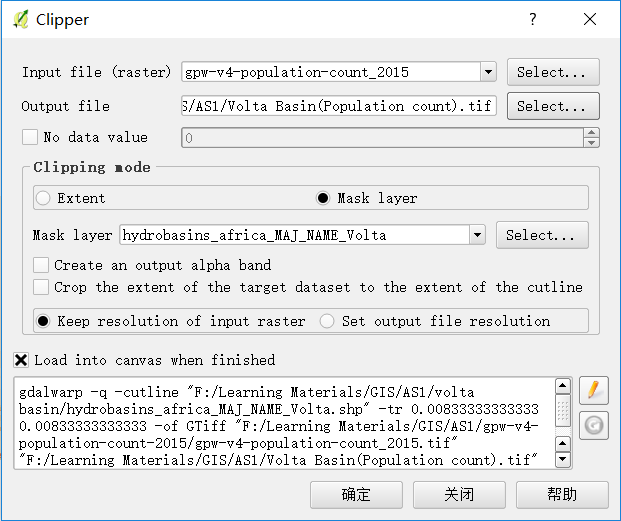 Clipper
Input file (raster) gpw-v4-population-count_2015 Select...
Output file S/AS1/Volta Basin(Population count).tif Select...
No data value 0
Clipping mode
Extent Mask layer
Mask layer hydrobasins_africa_MAJ_NAME_Volta Select...
Create an output alpha band
Crop the extent of the target dataset to the extent of the cutline
Keep resolution of input raster Set output file resolution
Load into canvas when finished
gdalwarp -q -cutline "F:/Learning Materials/GIS/AS1/volta
basin/hydrobasins_africa_MAJ_NAME_Volta.shp" -tr 0.00833333333333
0.00833333333333 -of GTiff "F:/Learning Materials/GIS/AS1/gpw-v4-
population-count-2015/gpw-v4-population-count_2015.tif"
"F:/Learning Materials/GIS/AS1/Volta Basin(Population count).tif"
确定 关闭 帮助